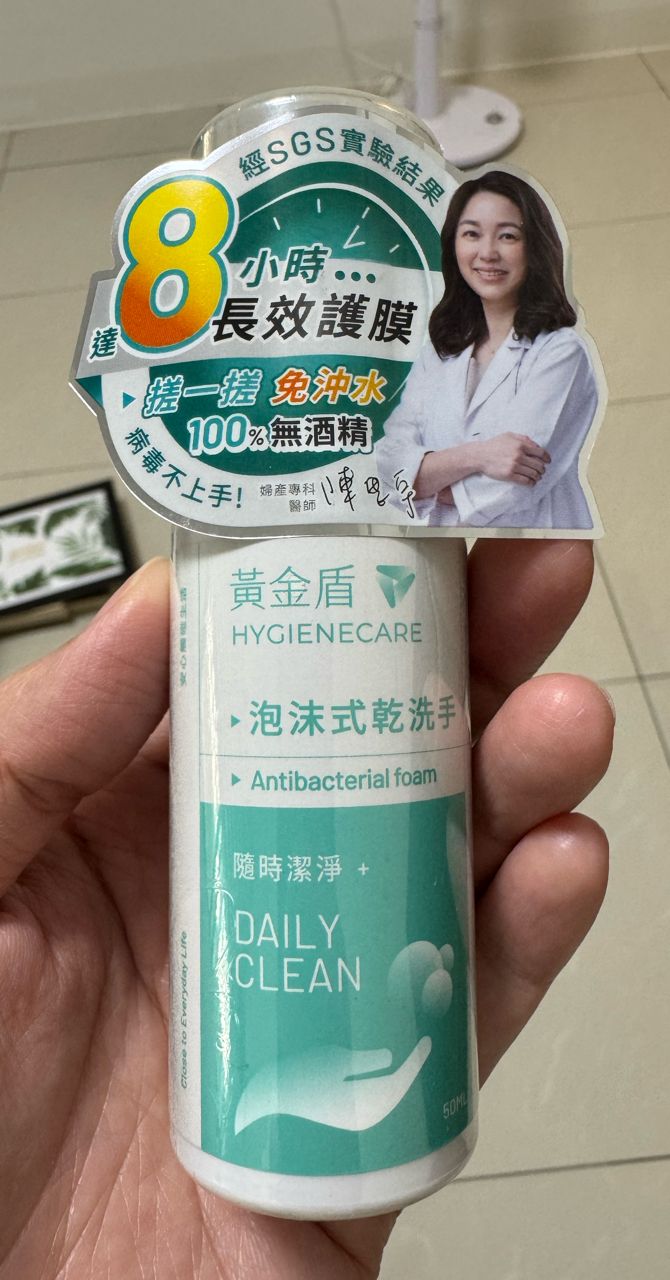 經SGS實驗結果
達8小時...
長效護膜
搓一搓 免沖水
100%無酒精
病毒不上手!
婦產專科
醫師
黃金盾
HYGIENECARE
泡沫式乾洗手
Antibacterial foam
隨時潔淨 +
DAILY
CLEAN
50ML
Close to Everyday Life